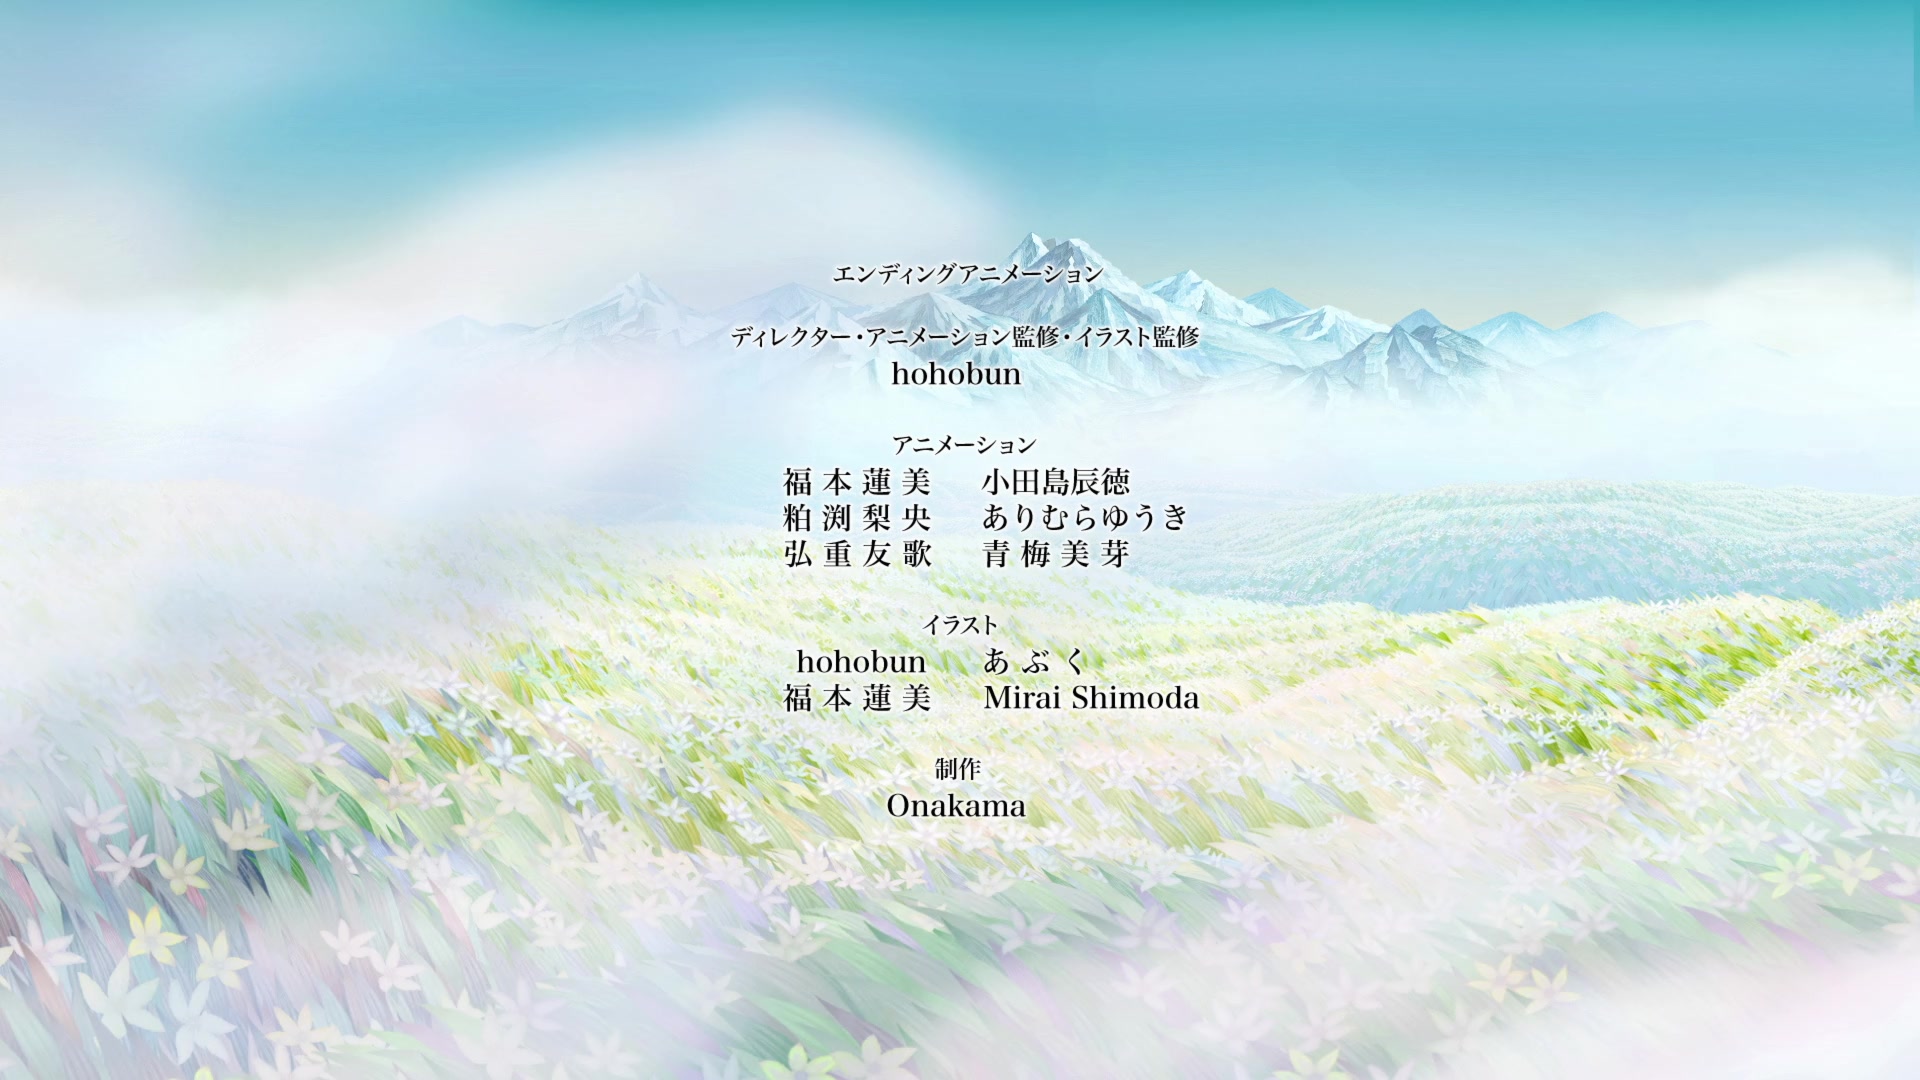 エンディングアニメーション
ディレクター・アニメーション監修・イラスト監修
hohobun
アニメーション
福本蓮美 小田島辰徳
粕渕梨央 ありむらゆうき
弘重友歌 青梅美芽
イラスト
hohobun あぶく
福本蓮美 Mirai Shimoda
制作
Onakama